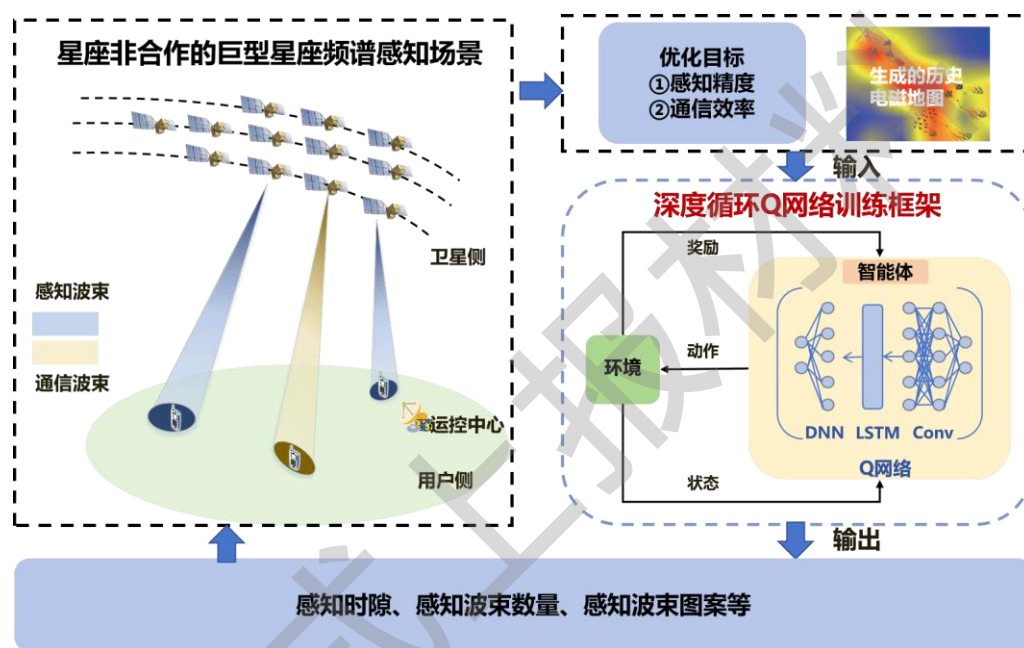 星座非合作的巨型星座频谱感知场景
卫星侧
感知波束
通信波束
运控中心
用户侧
优化目标
①感知精度
②通信效率
生成的历史
电磁地图
输入
深度循环Q网络训练框架
奖励
智能体
环境
动作
DNN LSTM Conv
Q网络
状态
输出
感知时隙、感知波束数量、感知波束图案等
式上报材料